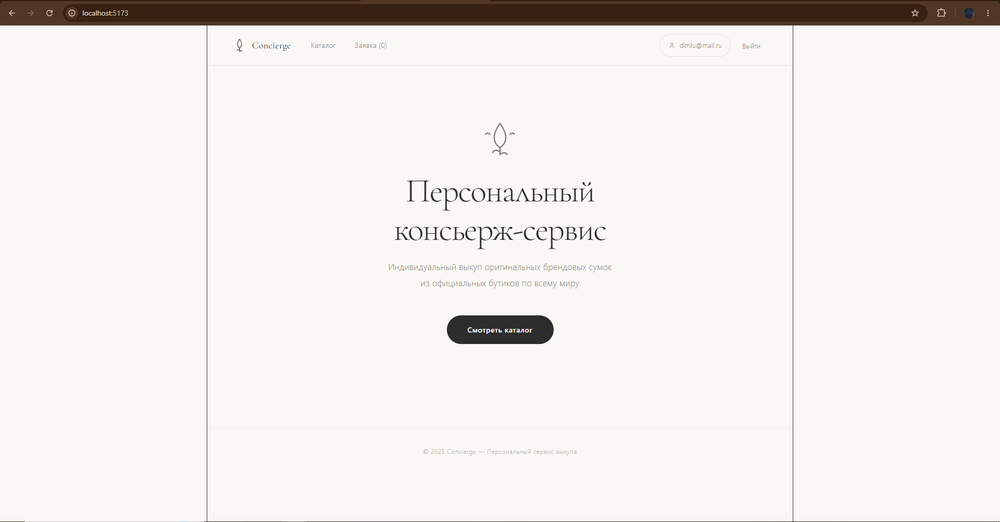 localhost:5173
Concierge
Каталог
Заявка (0)
dlmlu@mail.ru
Выйти
Персональный
консьерж-сервис
Индивидуальный выкуп оригинальных брендовых сумок
из официальных бутиков по всему миру
Смотреть каталог
© 2025 Concierge — Персональный сервис выкупа